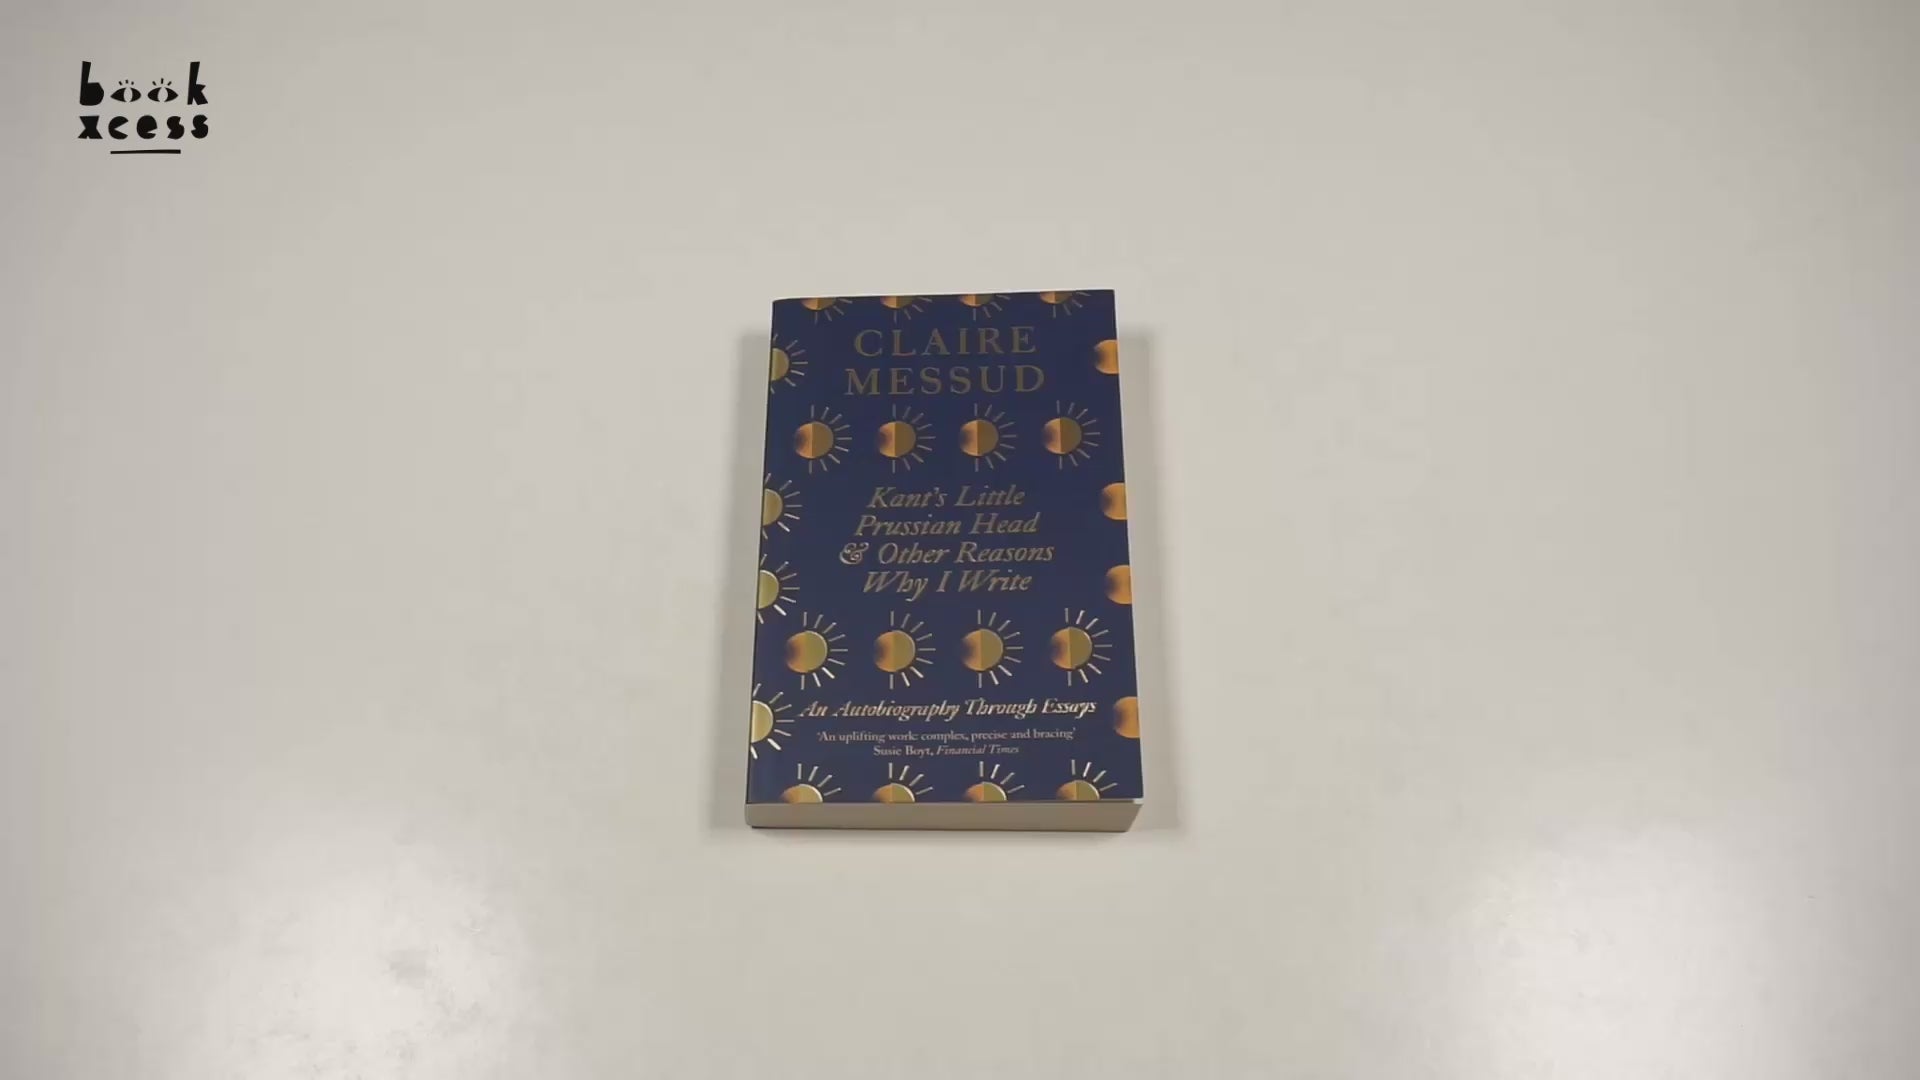 book
xcess
CLAIRE
MESSUD
Kant's Little
Prussian Head
& Other Reasons
Why I Write
An Autobiography Through Essays
'An uplifting work: complex, precise and bracing'
Susie Boyt, Financial Times